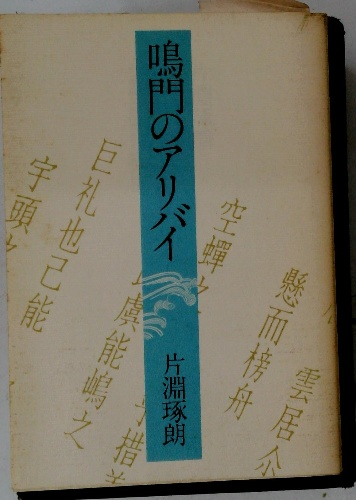 鳴門のアリバイ
片淵琢朗
雲居
懸而榜舟
空蟬
虞能嶋之
巨礼也己能
宇頭